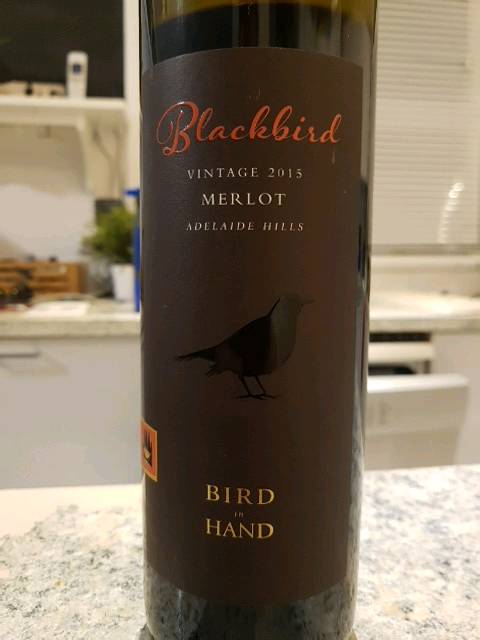 Blackbird
VINTAGE 2015
MERLOT
ADELAIDE HILLS
BIRD
in
HAND